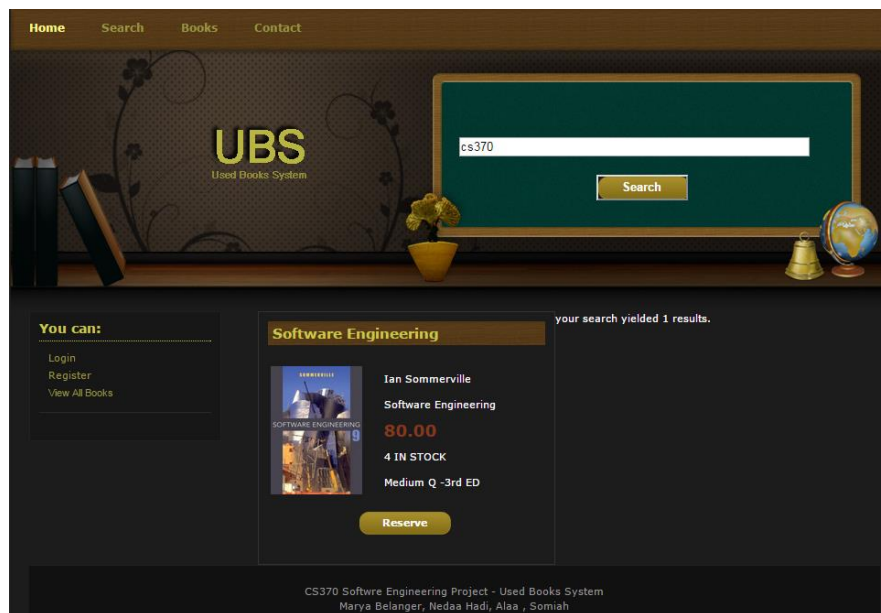 Home Search Books Contact
UBS
Used Books System
cs370
Search
You can:
Login
Register
View All Books
Software Engineering
SOMMERVILLE
SOFTWARE ENGINEERING
9
Ian Sommerville
Software Engineering
80.00
4 IN STOCK
Medium Q -3rd ED
Reserve
your search yielded 1 results.
CS370 Softwre Engineering Project - Used Books System
Marya Belanger, Nedaa Hadi, Alaa , Somiah